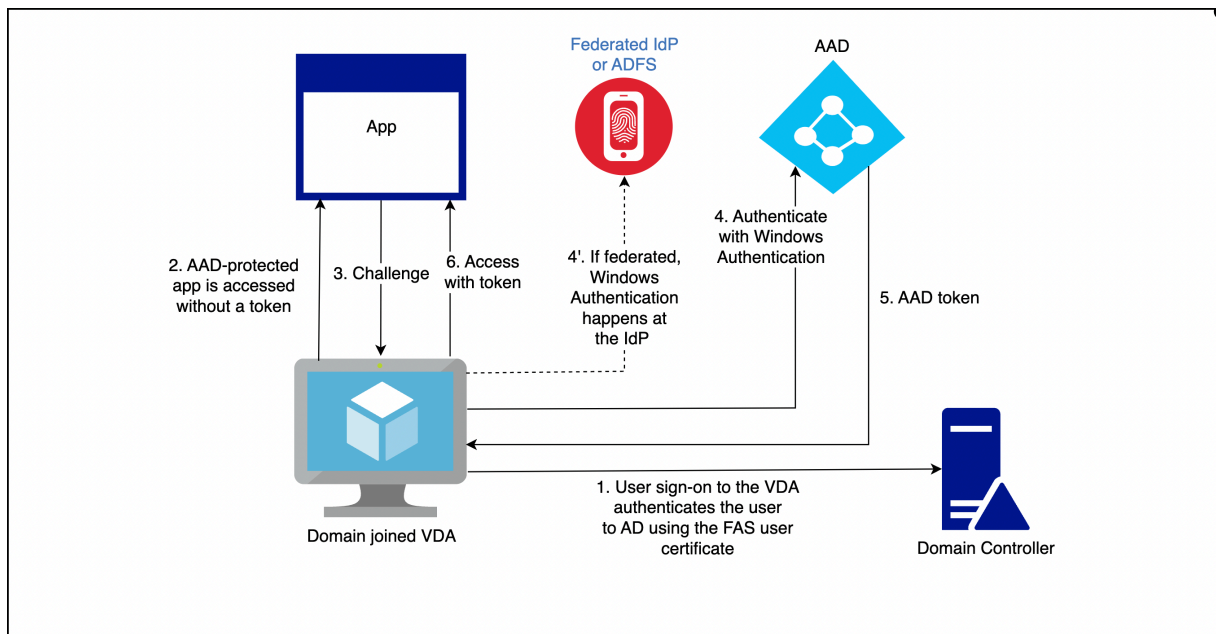 Federated IdP
or ADFS
AAD
App
2. AAD-protected
app is accessed
without a token
3. Challenge
6. Access
with token
4'. If federated,
Windows
Authentication
happens at
the IdP
4. Authenticate
with Windows
Authentication
5. AAD token
1. User sign-on to the VDA
authenticates the user
to AD using the FAS user
certificate
Domain joined VDA
Domain Controller